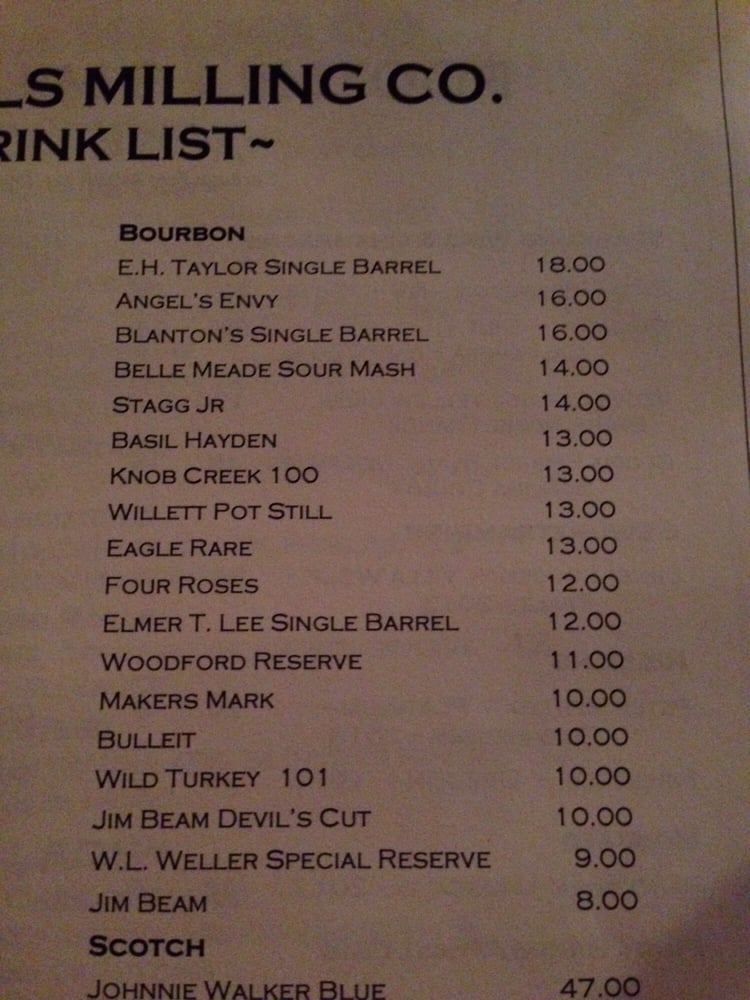 LS MILLING CO.
RINK LIST~
BOURBON
E.H. TAYLOR SINGLE BARREL 18.00
ANGEL'S ENVY 16.00
BLANTON'S SINGLE BARREL 16.00
BELLE MEADE SOUR MASH 14.00
STAGG JR 14.00
BASIL HAYDEN 13.00
KNOB CREEK 100 13.00
WILLETT POT STILL 13.00
EAGLE RARE 13.00
FOUR ROSES 12.00
ELMER T. LEE SINGLE BARREL 12.00
WOODFORD RESERVE 11.00
MAKERS MARK 10.00
BULLEIT 10.00
WILD TURKEY 101 10.00
JIM BEAM DEVIL'S CUT 10.00
W.L. WELLER SPECIAL RESERVE 9.00
JIM BEAM 8.00
SCOTCH
JOHNNIE WALKER BLUE 47.00